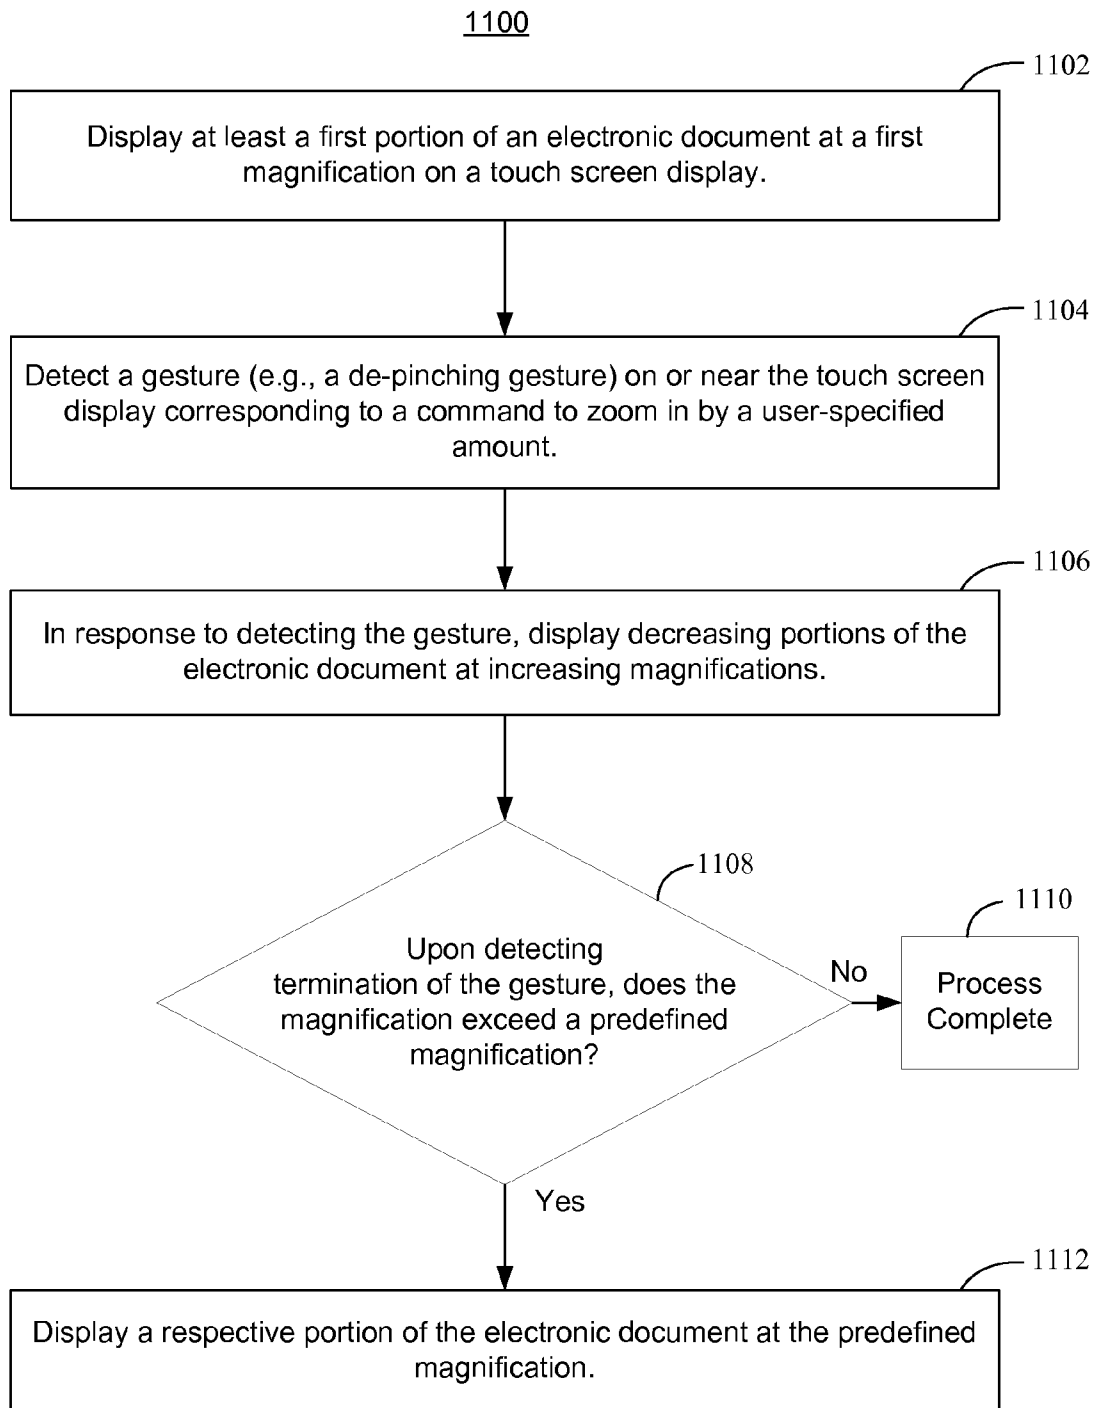 1100
1102
Display at least a first portion of an electronic document at a first
magnification on a touch screen display.
1104
Detect a gesture (e.g., a de-pinching gesture) on or near the touch screen
display corresponding to a command to zoom in by a user-specified
amount.
1106
In response to detecting the gesture, display decreasing portions of the
electronic document at increasing magnifications.
1108
Upon detecting
termination of the gesture, does the
magnification exceed a predefined
magnification?
No
1110
Process
Complete
Yes
1112
Display a respective portion of the electronic document at the predefined
magnification.